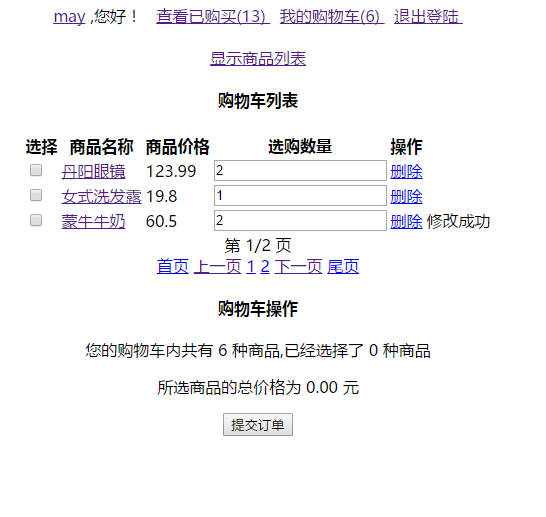 may ,您好！ 查看已购买(13) 我的购物车(6) 退出登陆
显示商品列表
购物车列表
选择 商品名称 商品价格 选购数量 操作
丹阳眼镜 123.99 2 删除
女式洗发露 19.8 1 删除
蒙牛牛奶 60.5 2 删除 修改成功
第 1/2 页
首页 上一页 1 2 下一页 尾页
购物车操作
您的购物车内共有 6 种商品,已经选择了 0 种商品
所选商品的总价格为 0.00 元
提交订单